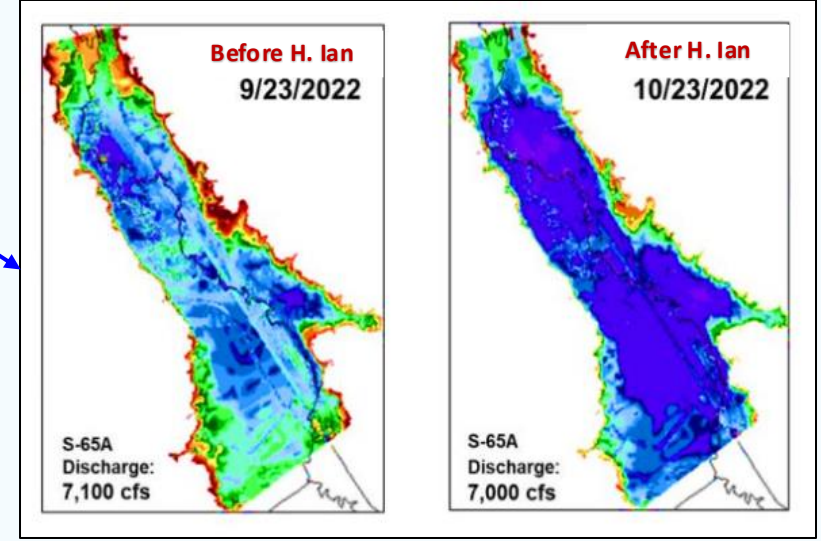 Before H. Ian
9/23/2022
S-65A
Discharge:
7,100 cfs
After H. Ian
10/23/2022
S-65A
Discharge:
7,000 cfs